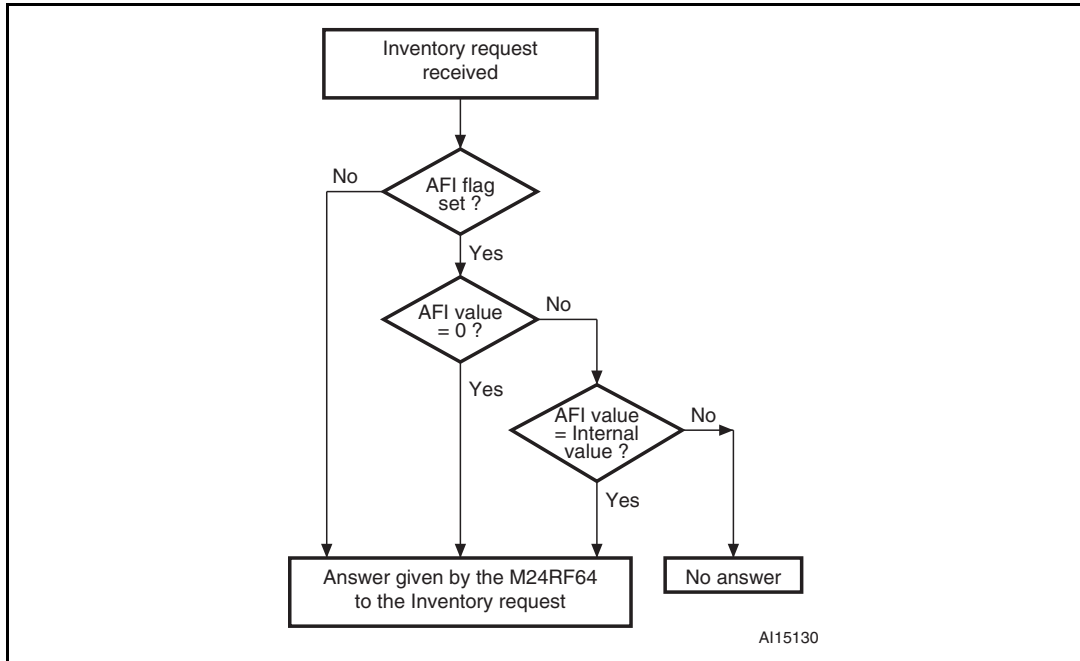 Inventory request
received
No
AFI flag
set ?
Yes
AFI value
= 0 ?
No
Yes
AFI value
= Internal
value ?
No
Yes
Answer given by the M24RF64
to the Inventory request
No answer
AI15130